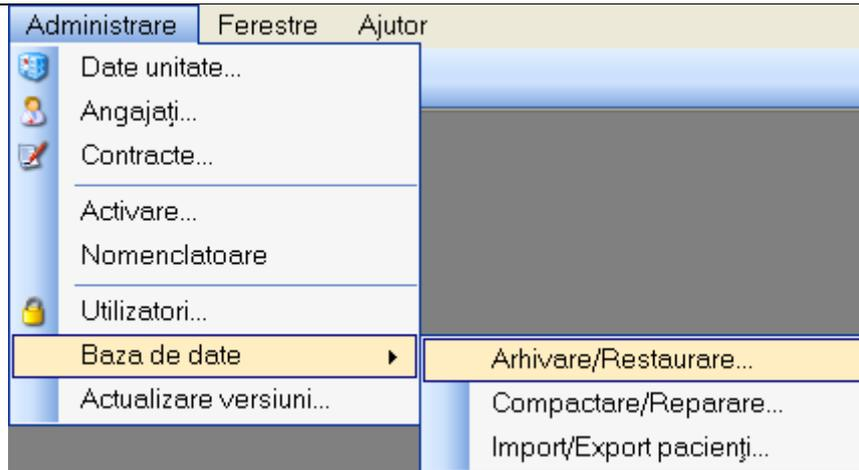 Administrare Ferestre Ajutor
Date unitate...
Angajaţi...
Contracte...
Activare...
Nomenclatoare
Utilizatori...
Baza de date
Arhivare/Restaurare...
Actualizare versiuni...
Compactare/Reparare...
Import/Export pacienţi...